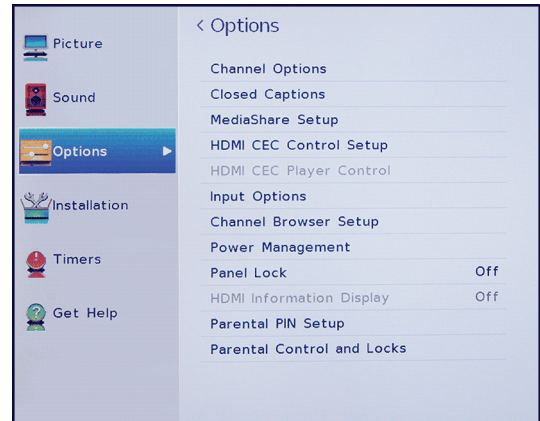 Picture
Sound
Options
Installation
Timers
Get Help
< Options
Channel Options
Closed Captions
MediaShare Setup
HDMI CEC Control Setup
HDMI CEC Player Control
Input Options
Channel Browser Setup
Power Management
Panel Lock Off
HDMI Information Display Off
Parental PIN Setup
Parental Control and Locks